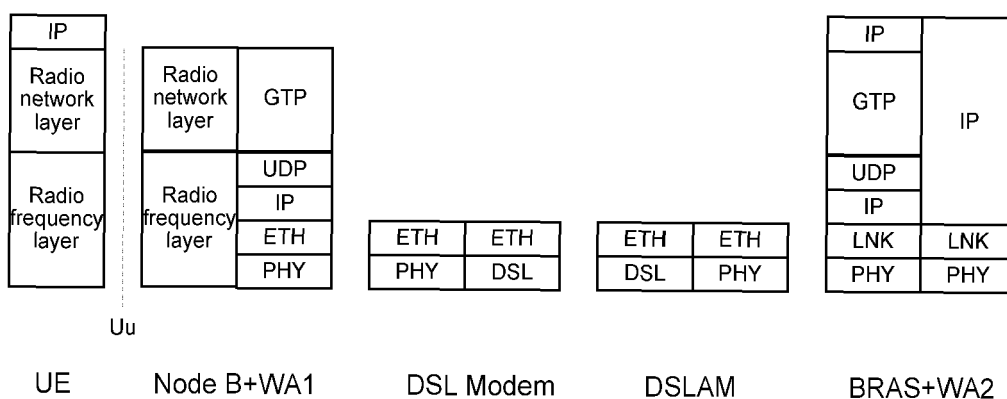 IP
Radio
network
layer
Radio
frequency
layer
Uu
Radio
network
layer
GTP
Radio
frequency
layer
UDP
IP
ETH
PHY
ETH ETH
PHY DSL
ETH ETH
DSL PHY
IP
GTP
UDP
IP
LNK
PHY
IP
LNK
PHY
UE Node B+WA1 DSL Modem DSLAM BRAS+WA2